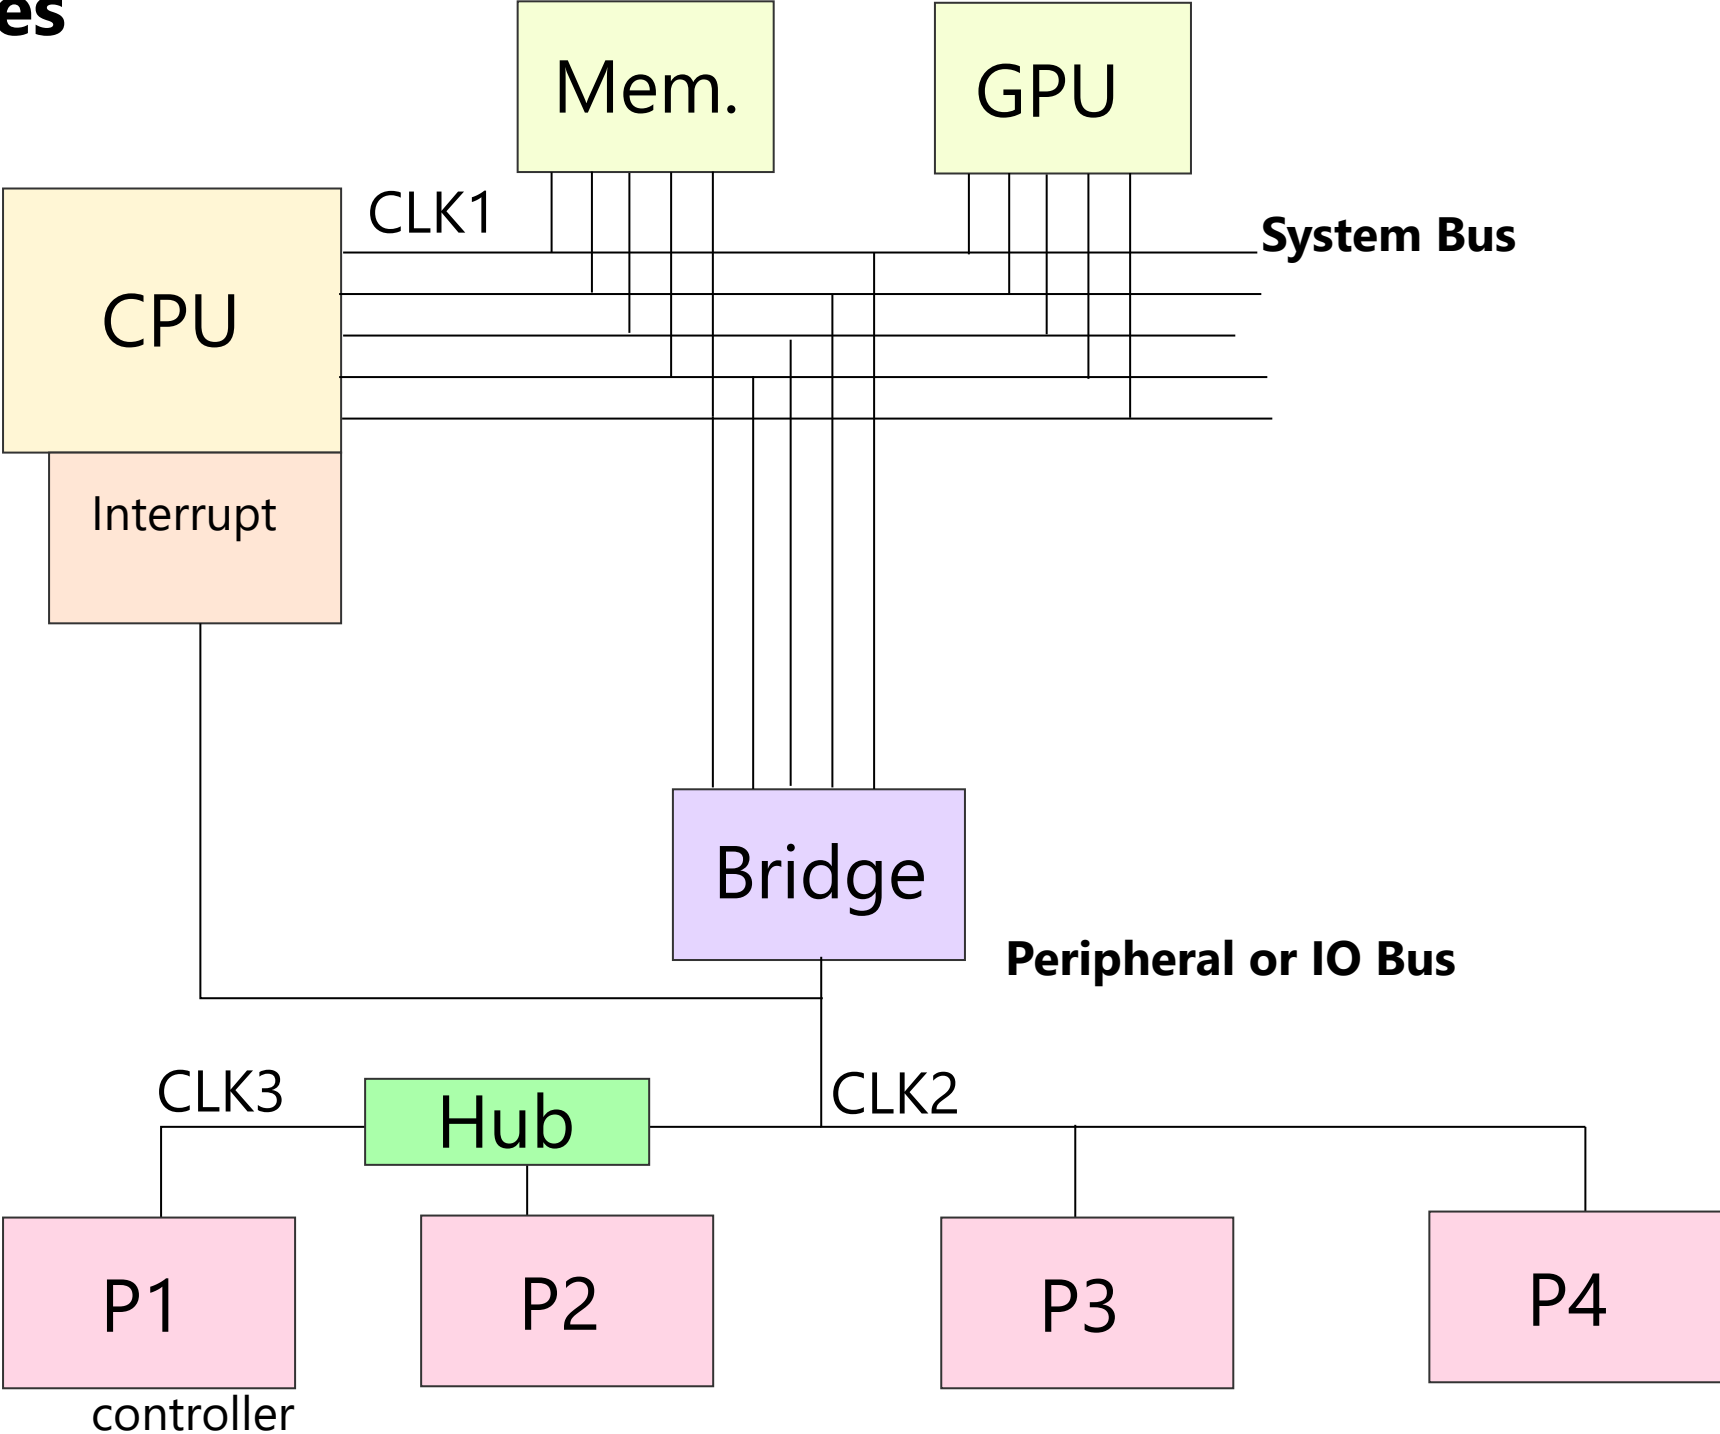 es
Mem.
GPU
CLK1
System Bus
CPU
Interrupt
Bridge
Peripheral or IO Bus
CLK3
Hub
CLK2
P1
P2
P3
P4
controller